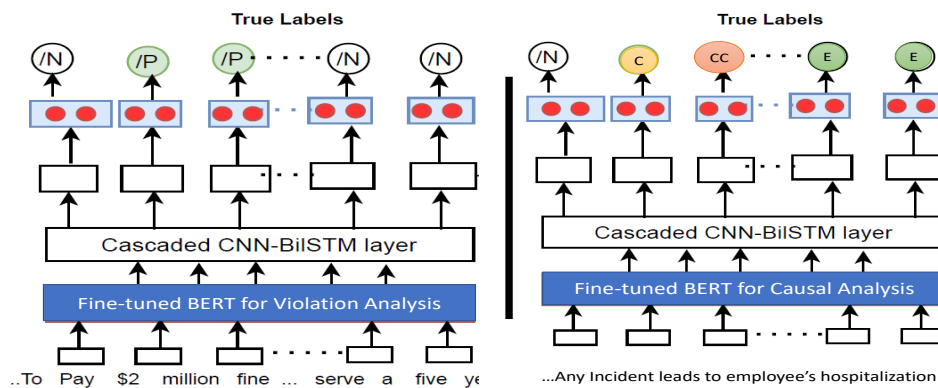 True Labels
/N /P /P /N /N
Cascaded CNN-BilSTM layer
Fine-tuned BERT for Violation Analysis
..To Pay $2 million fine ... serve a five ye
True Labels
/N C CC E E
Cascaded CNN-BilSTM layer
Fine-tuned BERT for Causal Analysis
...Any Incident leads to employee's hospitalization